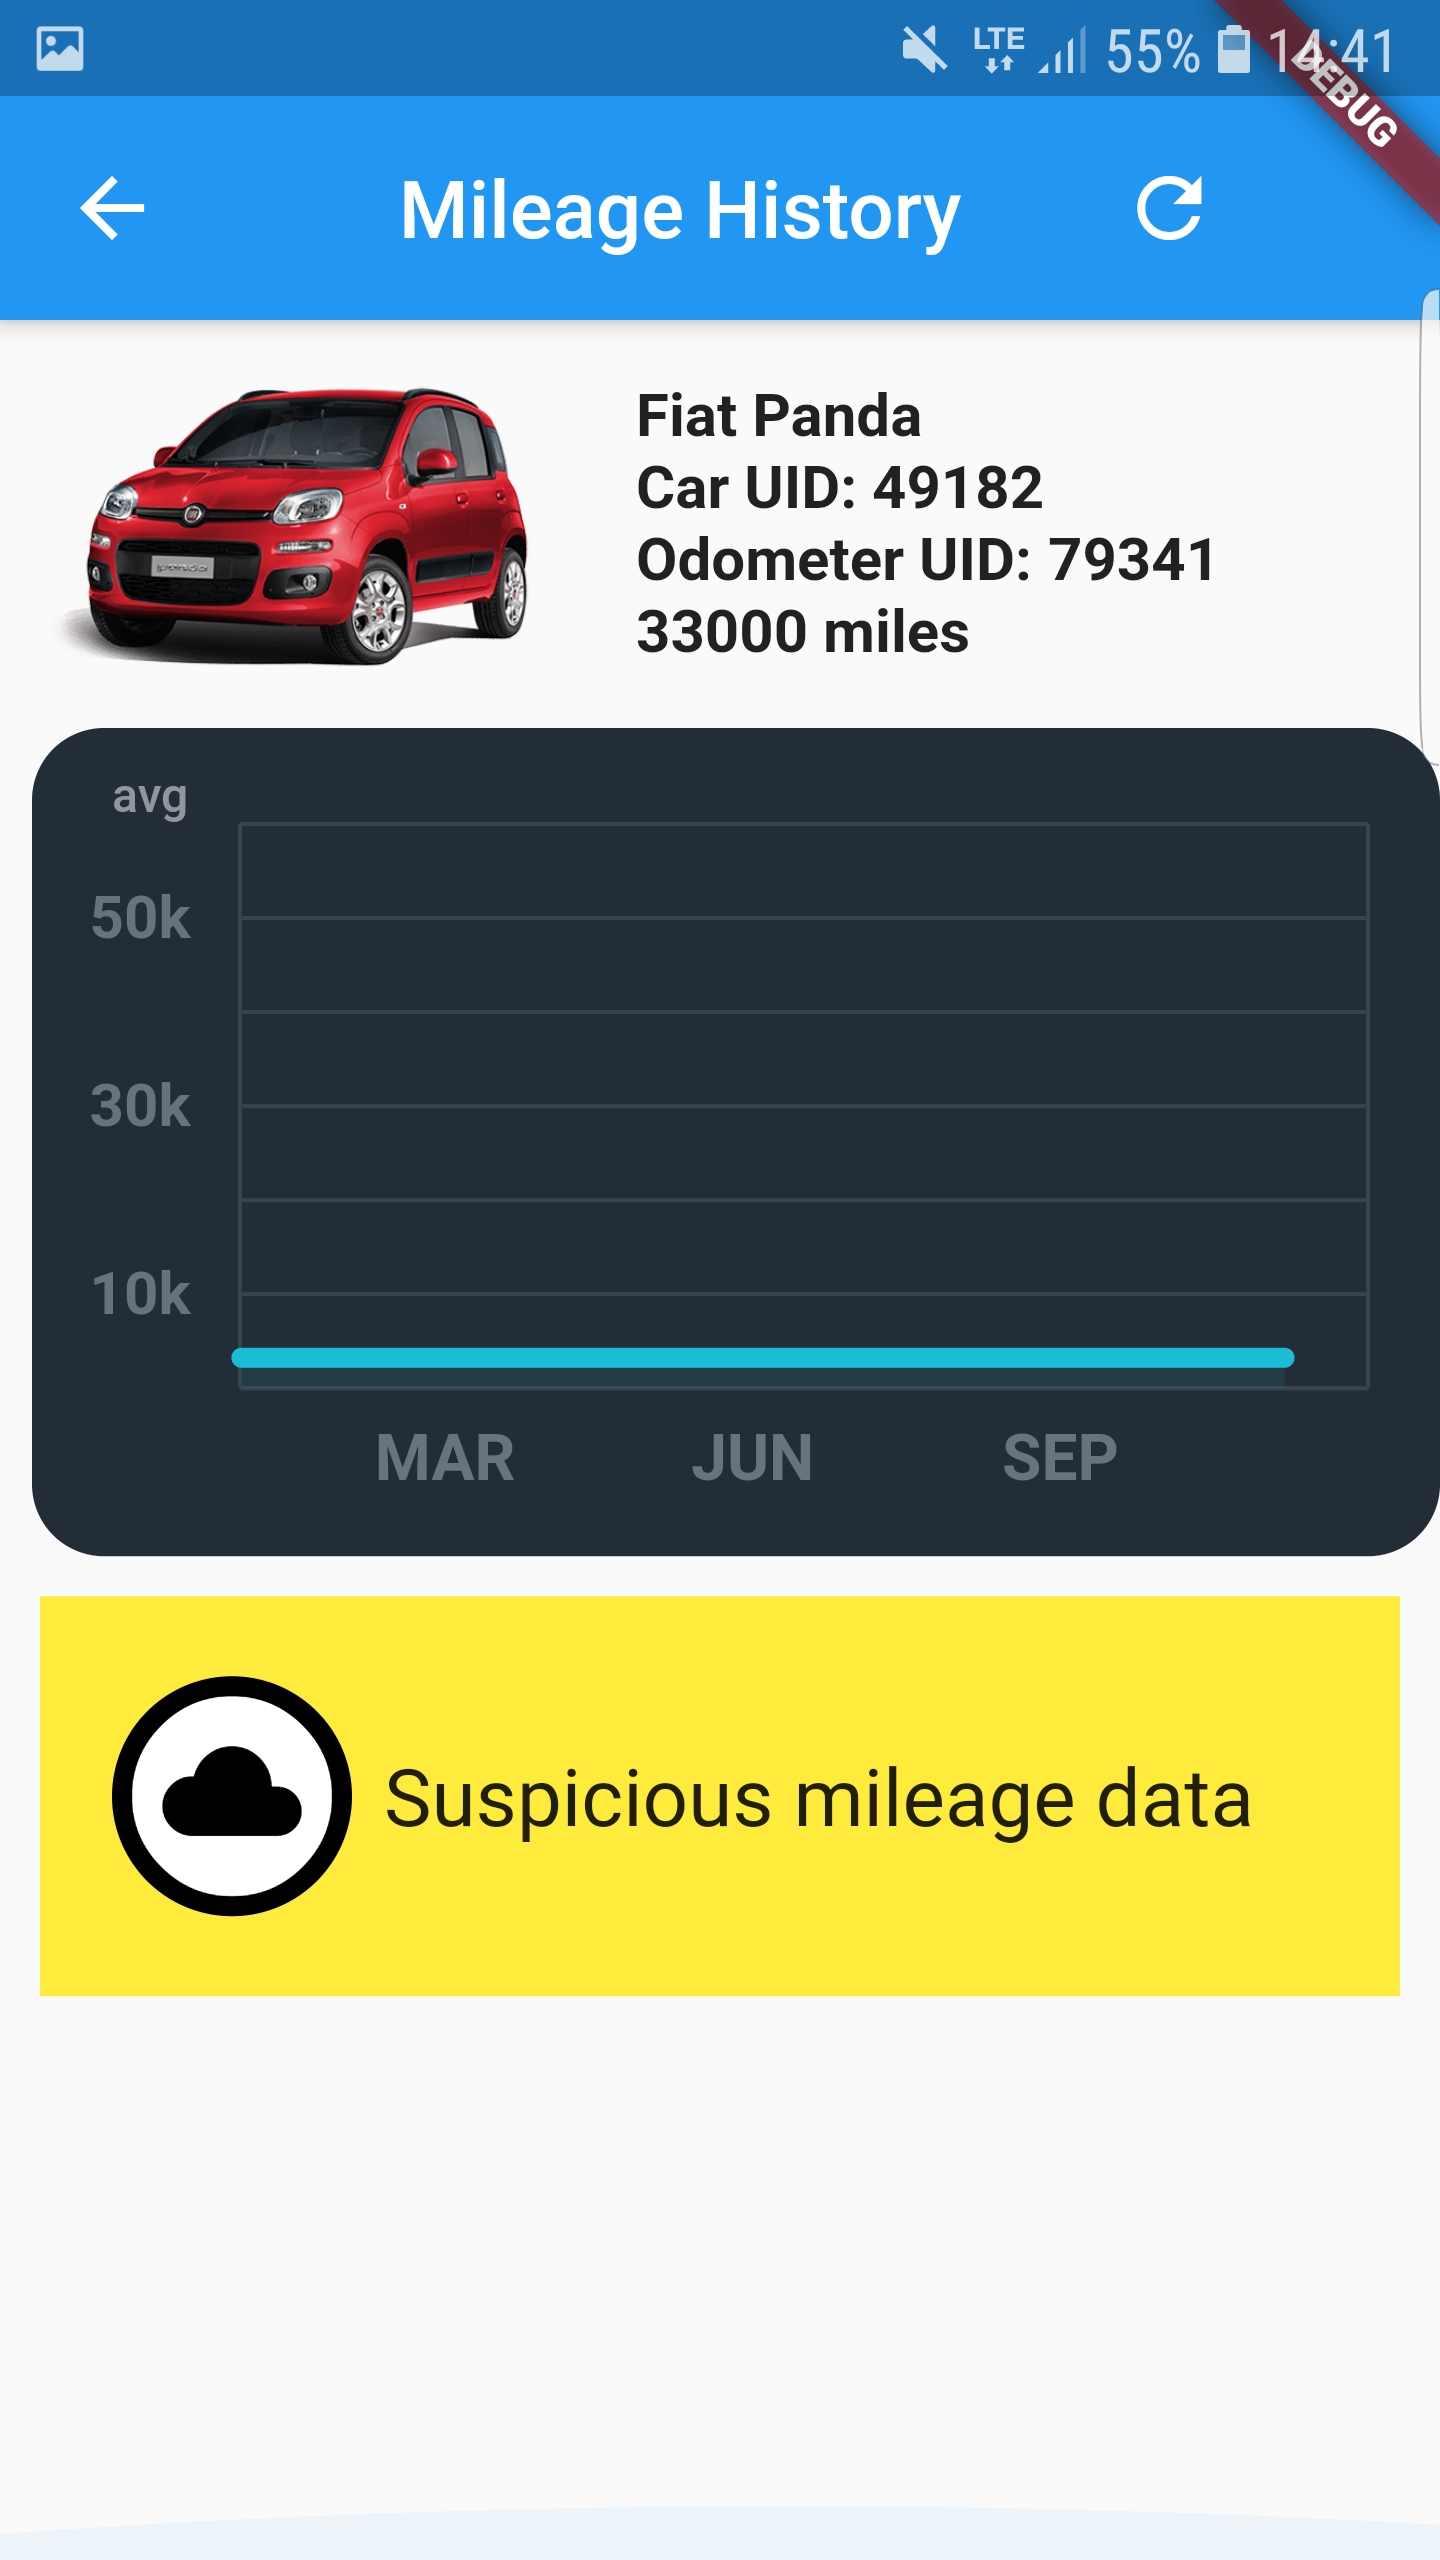 LTE 55% 14:41
DEBUG
Mileage History
Fiat Panda
Car UID: 49182
Odometer UID: 79341
33000 miles
panda
avg
50k
30k
10k
MAR JUN SEP
Suspicious mileage data